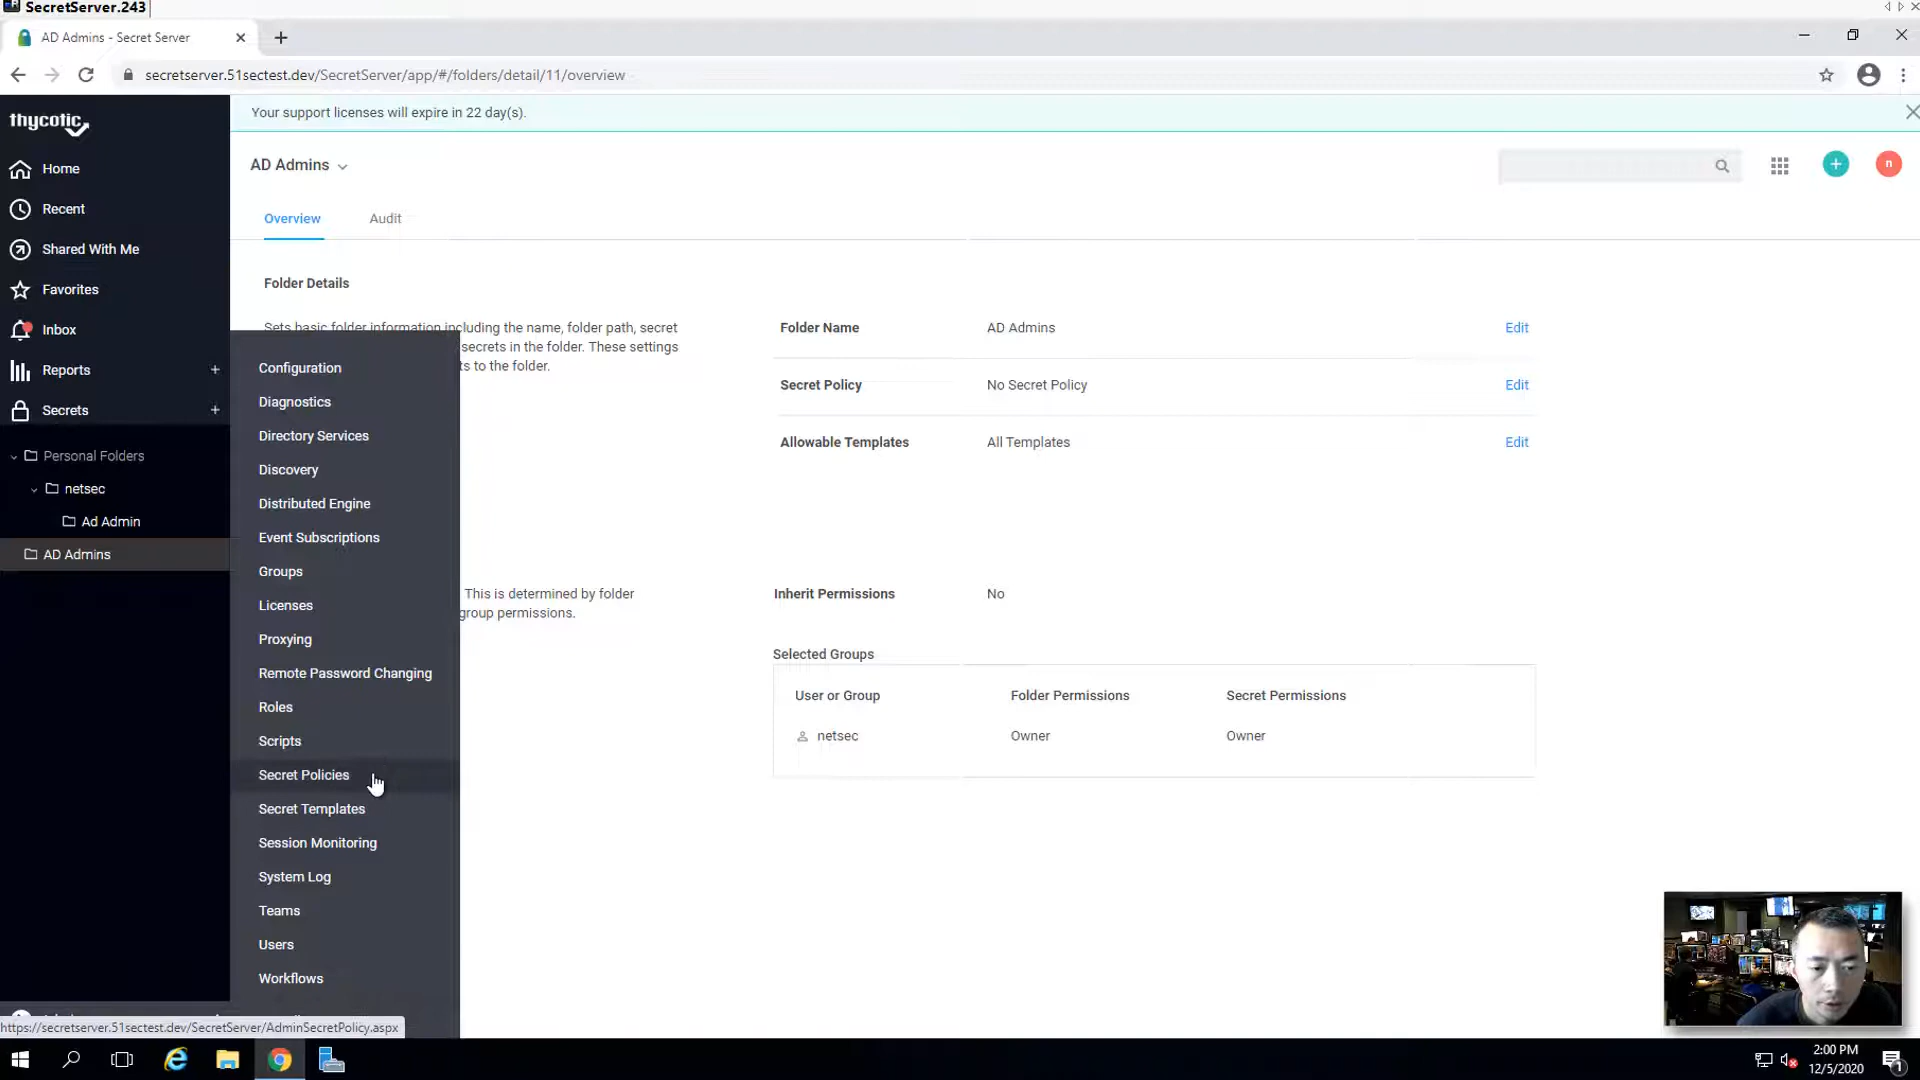 SecretServer.243
AD Admins - Secret Server
secretserver.51sectest.dev/SecretServer/app/#/folders/detail/11/overview
thycotic
Your support licenses will expire in 22 day(s).
Home
Recent
Shared With Me
Favorites
Inbox
Reports
Secrets
Personal Folders
netsec
Ad Admin
AD Admins
AD Admins
n
Overview
Audit
Folder Details
Sets basic folder information including the name, folder path, secret
secrets in the folder. These settings
ts to the folder.
Folder Name
AD Admins
Edit
Secret Policy
No Secret Policy
Edit
Allowable Templates
All Templates
Edit
This is determined by folder
group permissions.
Inherit Permissions
No
Selected Groups
User or Group
Folder Permissions
Secret Permissions
netsec
Owner
Owner
Configuration
Diagnostics
Directory Services
Discovery
Distributed Engine
Event Subscriptions
Groups
Licenses
Proxying
Remote Password Changing
Roles
Scripts
Secret Policies
Secret Templates
Session Monitoring
System Log
Teams
Users
Workflows
https://secretserver.51sectest.dev/SecretServer/AdminSecretPolicy.aspx
2:00 PM
12/5/2020
1